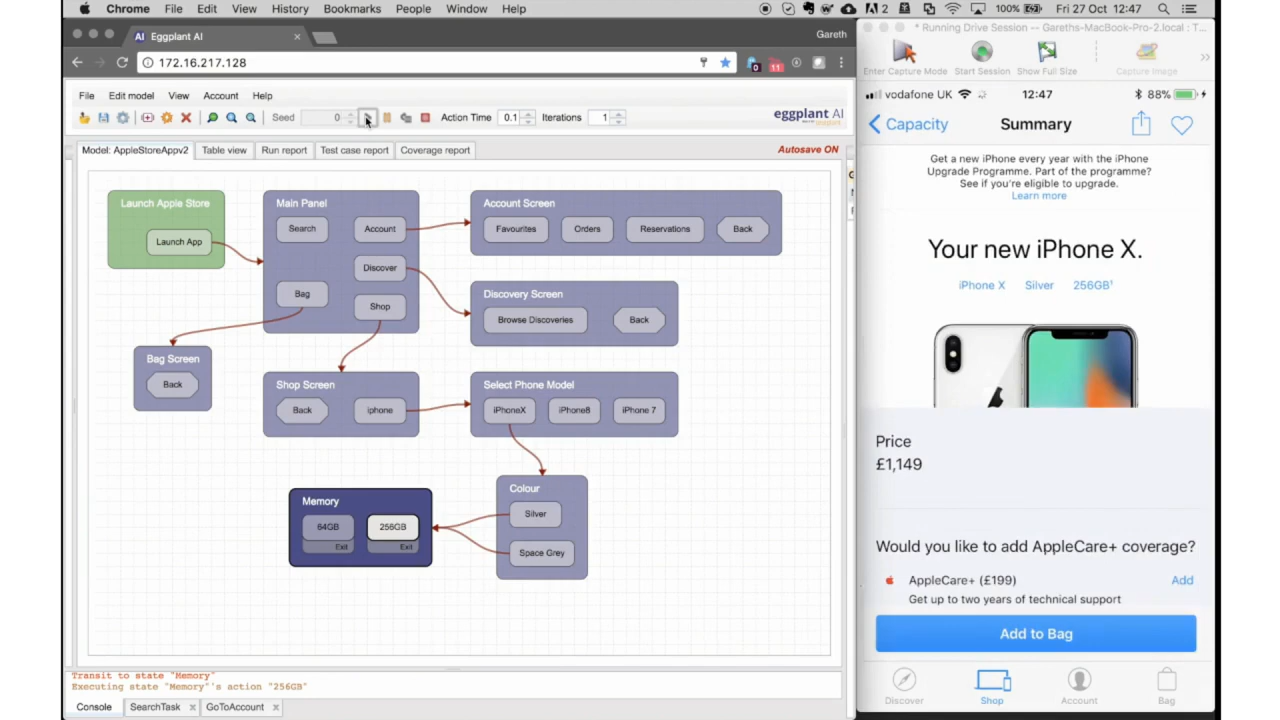 Chrome File Edit View History Bookmarks People Window Help
2 100% Fri 27 Oct 12:47
AI Eggplant AI
Gareth
172.16.217.128
0 11
File Edit model View Account Help
Seed 0 Action Time 0.1 Iterations 1
eggplant AI
Model: AppleStoreAppv2 Table view Run report Test case report Coverage report
Autosave ON
Launch Apple Store
Launch App
Main Panel
Search Account
Discover
Bag
Shop
Account Screen
Favourites Orders Reservations Back
Discovery Screen
Browse Discoveries Back
Bag Screen
Back
Shop Screen
Back iphone
Select Phone Model
iPhoneX iPhone8 iPhone 7
Colour
Silver
Space Grey
Memory
64GB 256GB
Exit Exit
Transit to state "Memory"
Executing state "Memory"'s action "256GB"
Console SearchTask GoToAccount
* Running Drive Session -- Gareths-MacBook-Pro-2.local : T...
Enter Capture Mode Start Session Show Full Size Capture Image
vodafone UK 12:47 88%
Capacity Summary
Get a new iPhone every year with the iPhone
Upgrade Programme. Part of the programme?
See if you're eligible to upgrade.
Learn more
Your new iPhone X.
iPhone X Silver 256GB¹
Price
£1,149
Would you like to add AppleCare+ coverage?
AppleCare+ (£199) Add
Get up to two years of technical support
Add to Bag
Discover Shop Account Bag